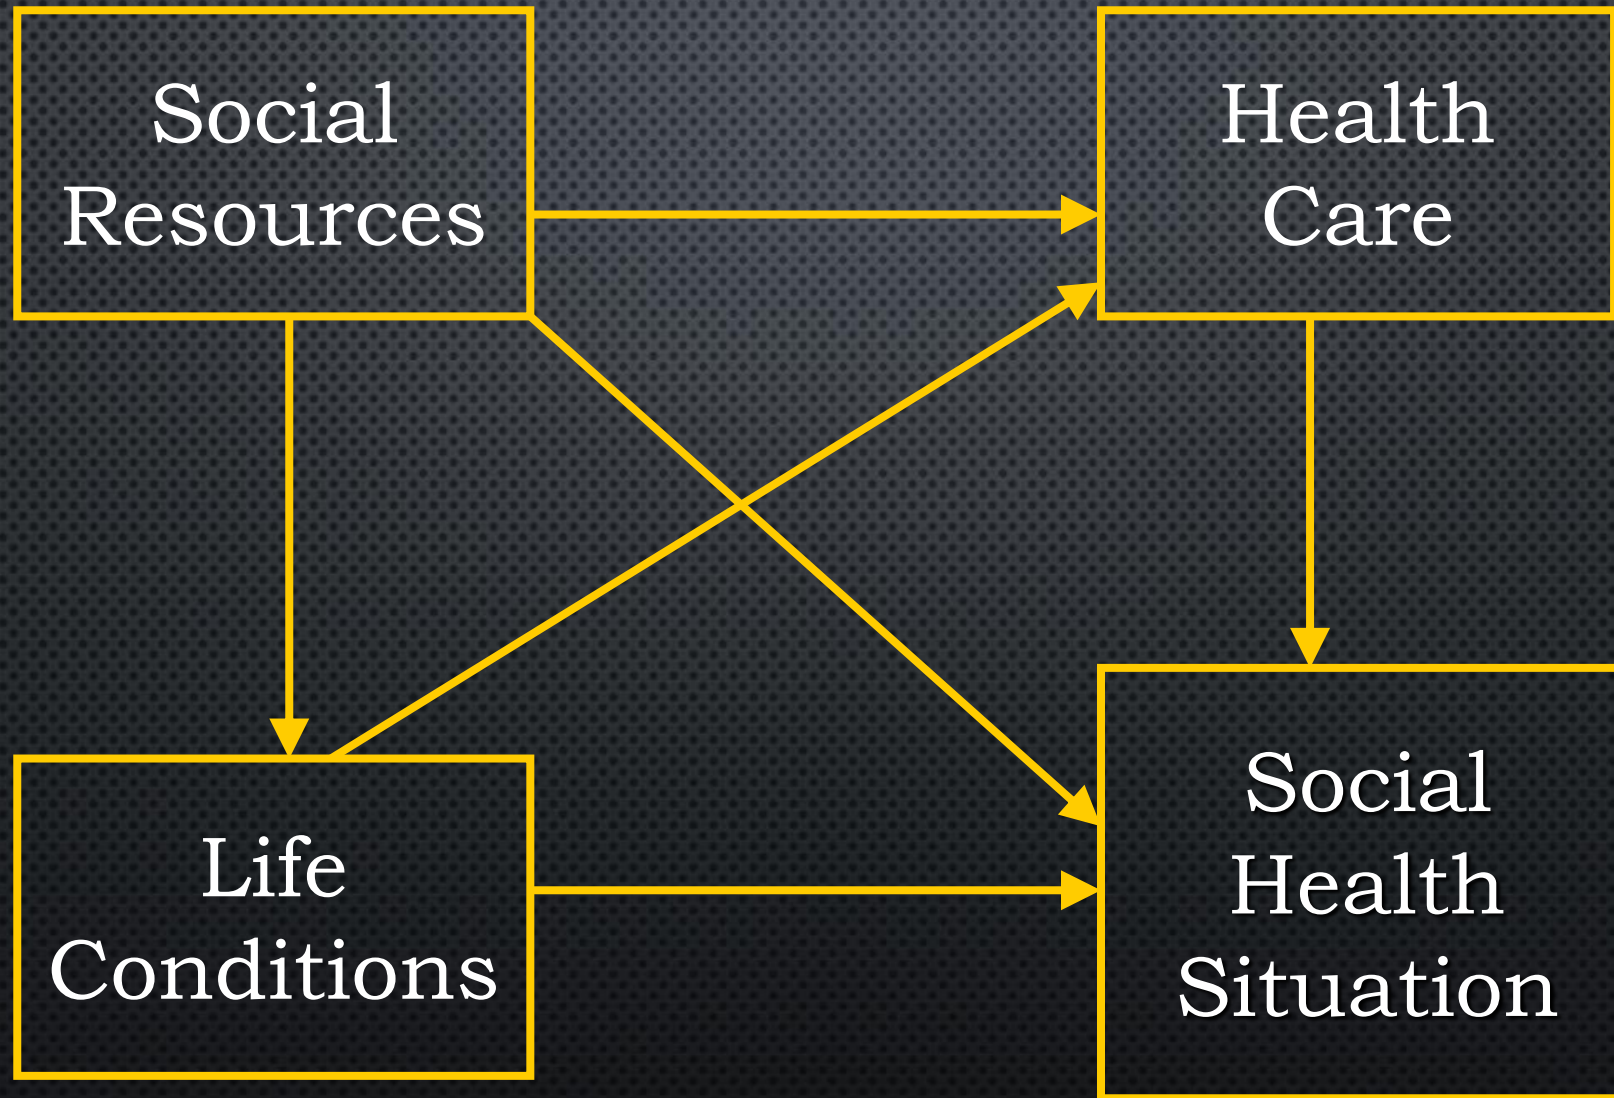 Social
Resources
Health
Care
Life
Conditions
Social
Health
Situation